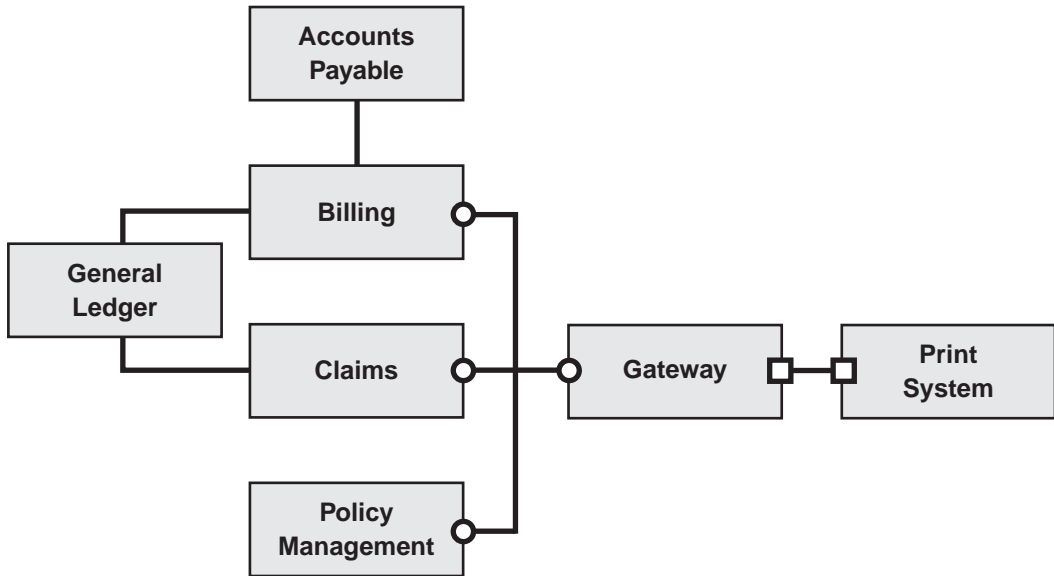 Accounts
Payable
Billing
General
Ledger
Claims
Gateway
Print
System
Policy
Management